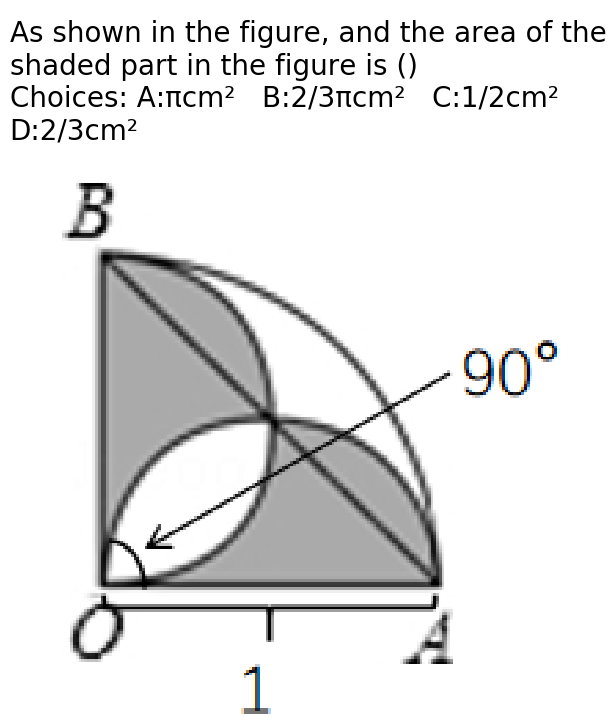 As shown in the figure, and the area of the
shaded part in the figure is ()
Choices: A:πcm² B:2/3πcm² C:1/2cm²
D:2/3cm²
B
90°
O
A
1